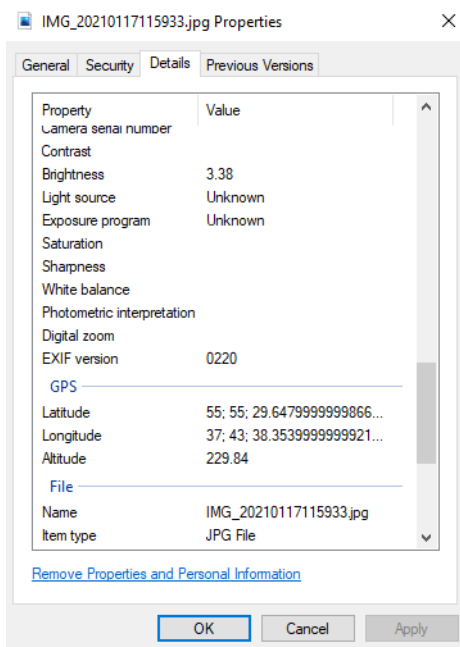 IMG_20210117115933.jpg Properties
General Security Details Previous Versions
Property Value
Camera serial number
Contrast
Brightness 3.38
Light source Unknown
Exposure program Unknown
Saturation
Sharpness
White balance
Photometric interpretation
Digital zoom
EXIF version 0220
GPS
Latitude 55; 55; 29.6479999999866...
Longitude 37; 43; 38.3539999999921...
Altitude 229.84
File
Name IMG_20210117115933.jpg
Item type JPG File
Remove Properties and Personal Information
OK Cancel Apply